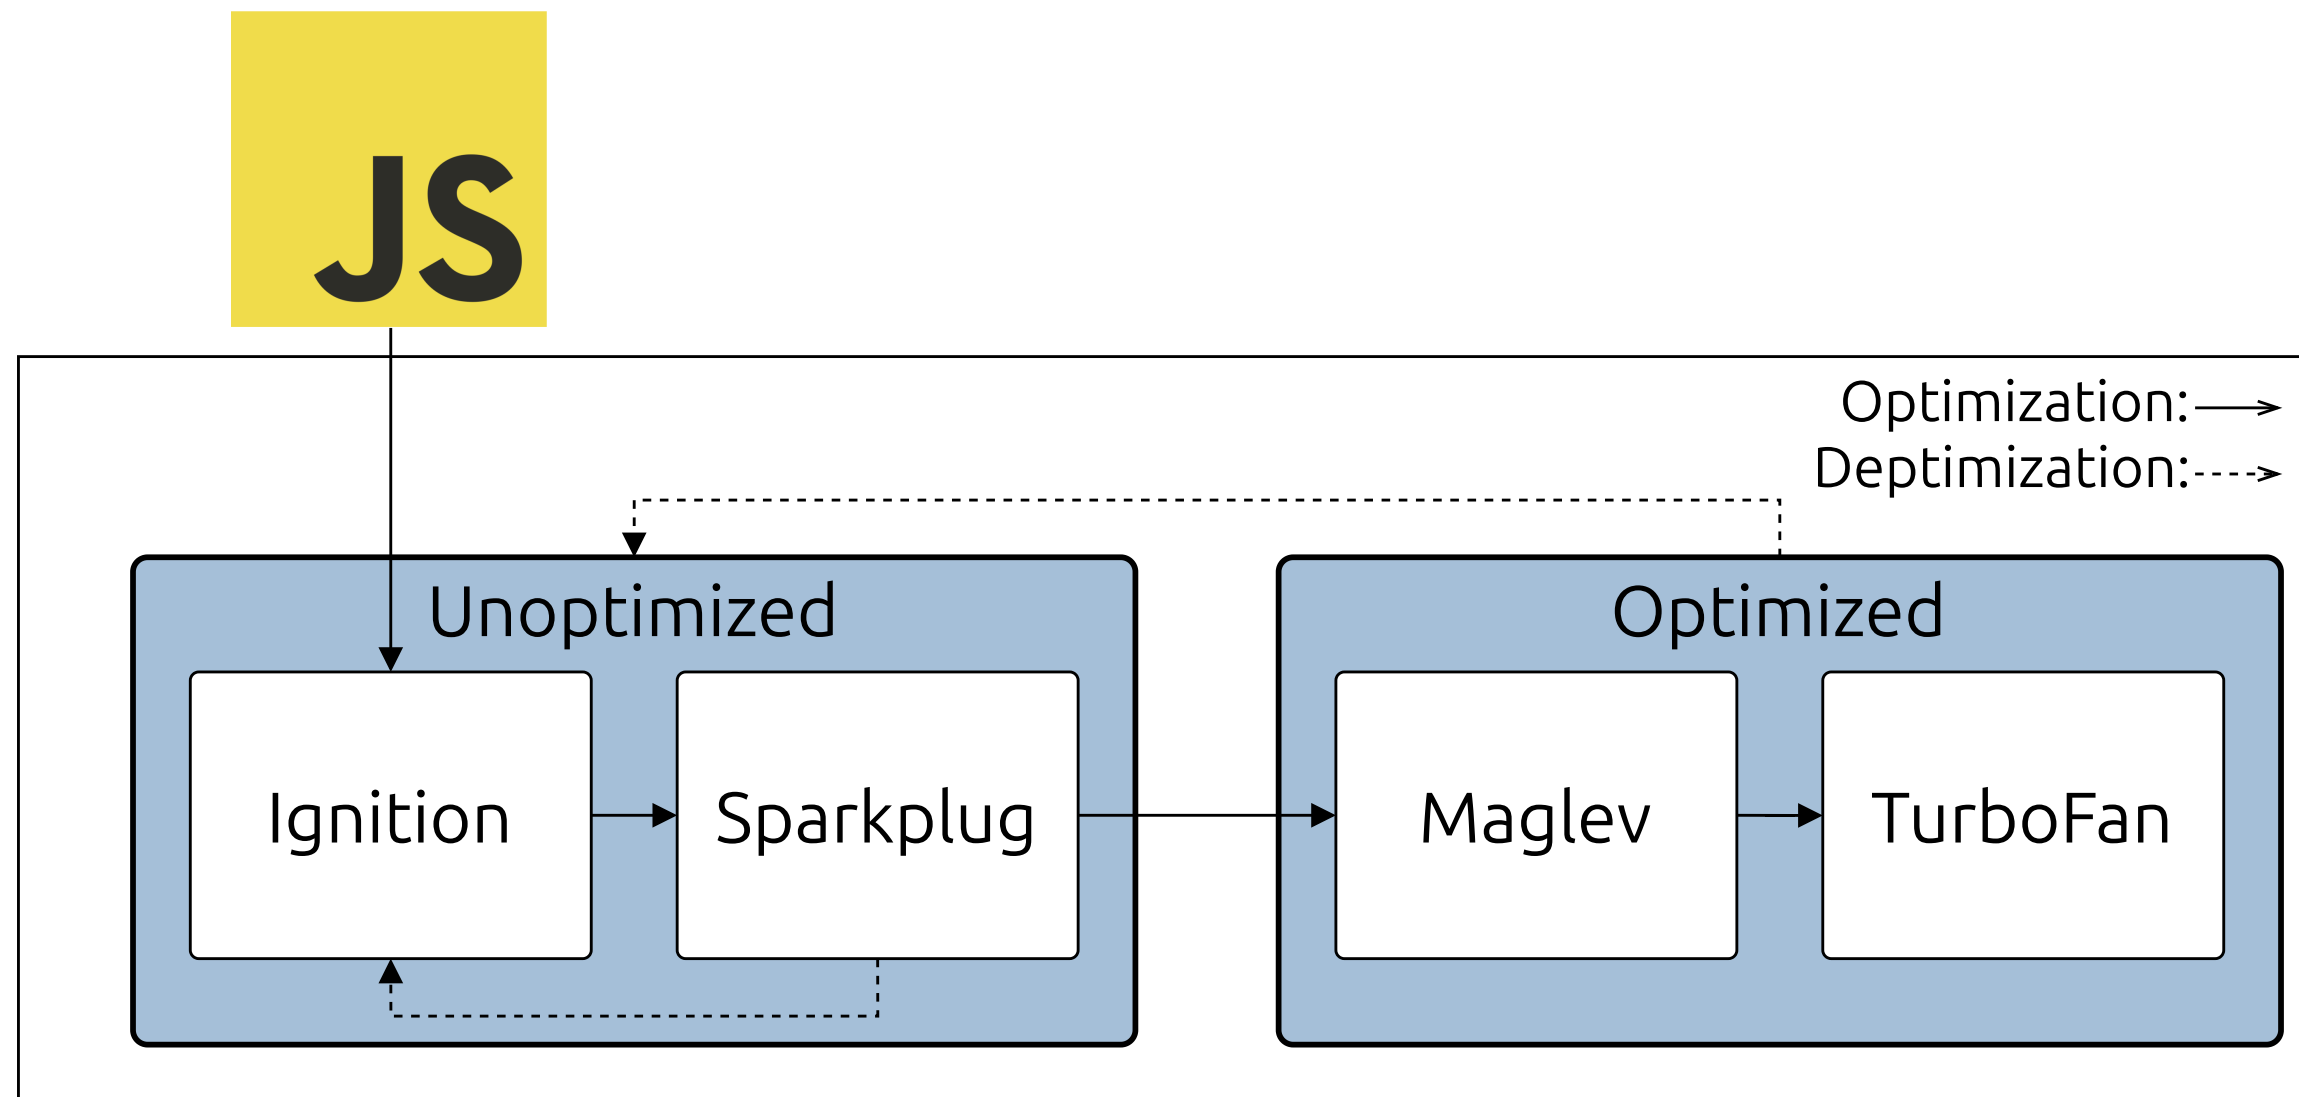 JS
Optimization:
Deptimization:
Unoptimized
Optimized
Ignition
Sparkplug
Maglev
TurboFan